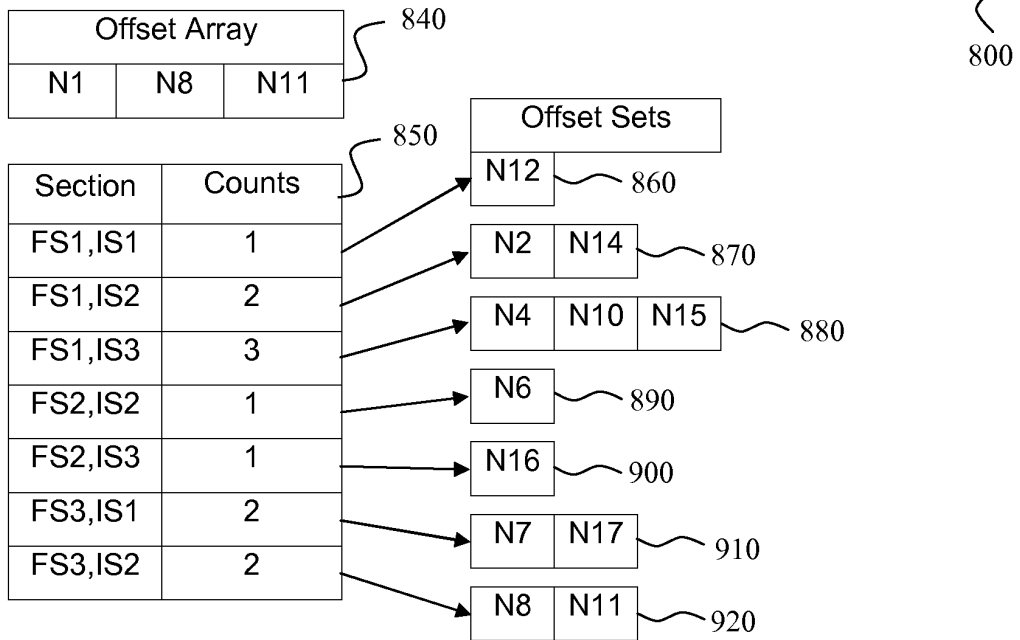 Offset Array
840
800
N1 N8 N11
Offset Sets
850
Section Counts
N12 860
FS1,IS1 1
N2 N14 870
FS1,IS2 2
N4 N10 N15 880
FS1,IS3 3
N6 890
FS2,IS2 1
N16 900
FS2,IS3 1
N7 N17 910
FS3,IS1 2
N8 N11 920
FS3,IS2 2